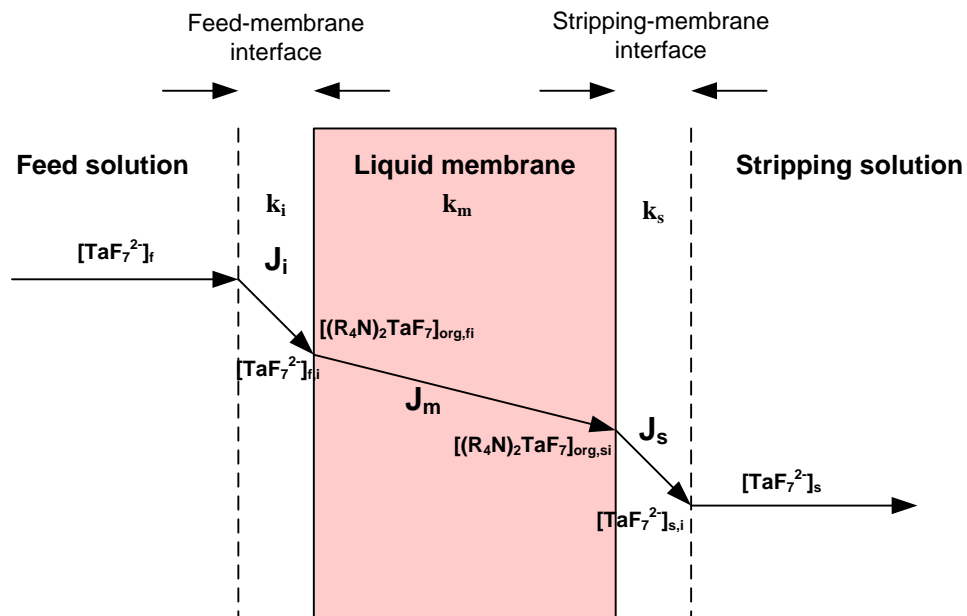 Feed-membrane
interface
Stripping-membrane
interface
Feed solution
Liquid membrane
Stripping solution
kᵢ
kₘ
kₛ
[TaF₇²⁻]f
Jᵢ
[(R₄N)₂TaF₇]org,fi
[TaF₇²⁻]f,i
Jₘ
[(R₄N)₂TaF₇]org,si
Jₛ
[TaF₇²⁻]s
[TaF₇²⁻]s,i